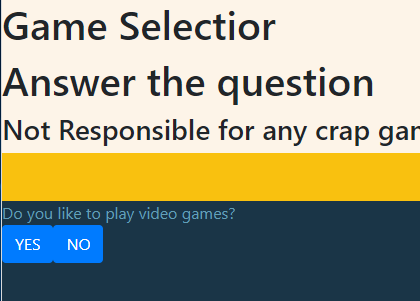 Game Selectior
Answer the question
Not Responsible for any crap
Do you like to play video games?
YES NO